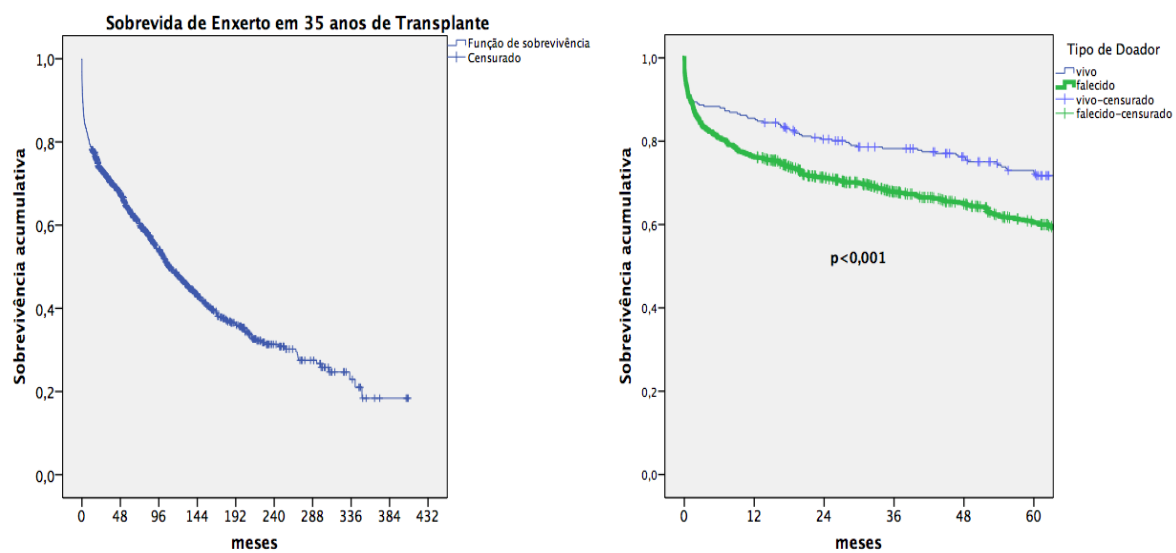 Sobrevida de Enxerto em 35 anos de Transplante
Função de sobrevivência
Censurado
Sobrevivência acumulativa
1,0
0,8
0,6
0,4
0,2
0,0
0 48 96 144 192 240 288 336 384 432
meses
Tipo de Doador
vivo
falecido
vivo-censurado
falecido-censurado
Sobrevivência acumulativa
1,0
0,8
0,6
0,4
0,2
0,0
p<0,001
0 12 24 36 48 60
meses